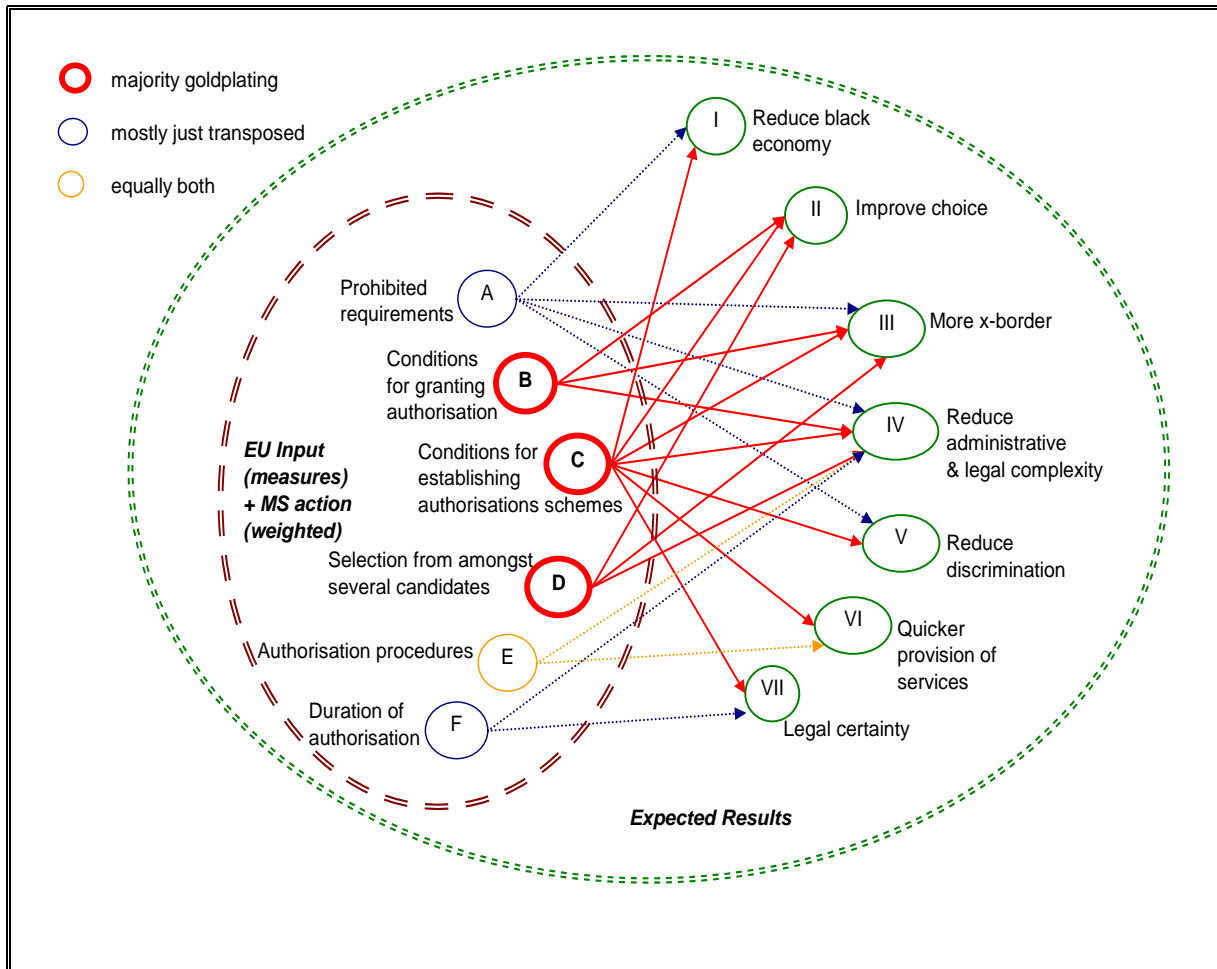 majority goldplating
mostly just transposed
equally both
I
Reduce black
economy
II
Improve choice
A
Prohibited
requirements
III
More x-border
B
Conditions
for granting
authorisation
IV
Reduce
administrative
& legal complexity
EU Input
(measures)
+ MS action
(weighted)
C
Conditions for
establishing
authorisations schemes
V
Reduce
discrimination
D
Selection from amongst
several candidates
VI
Quicker
provision of
services
E
Authorisation procedures
VII
Legal certainty
F
Duration of
authorisation
Expected Results